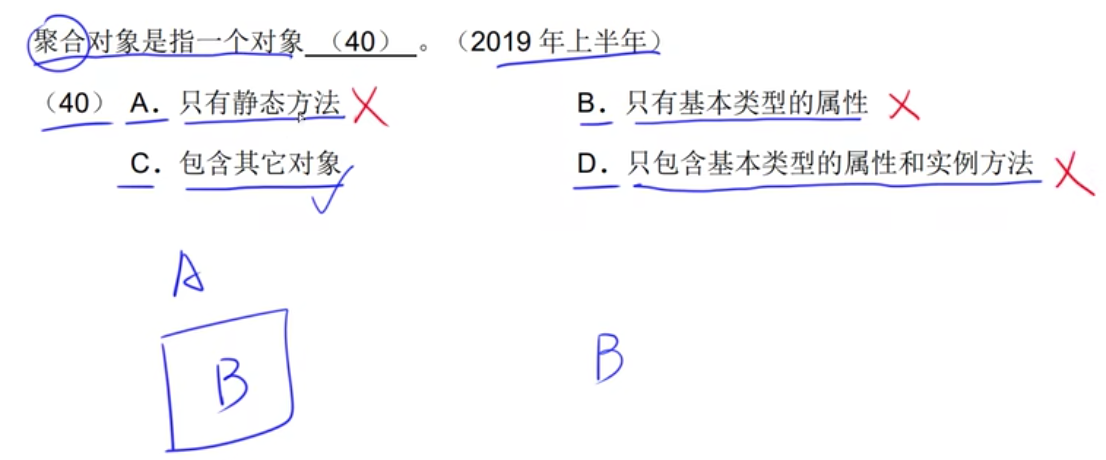 聚合对象是指一个对象 （40） 。（2019 年上半年）
（40） A．只有静态方法 B．只有基本类型的属性
C．包含其它对象 D．只包含基本类型的属性和实例方法
A
B B